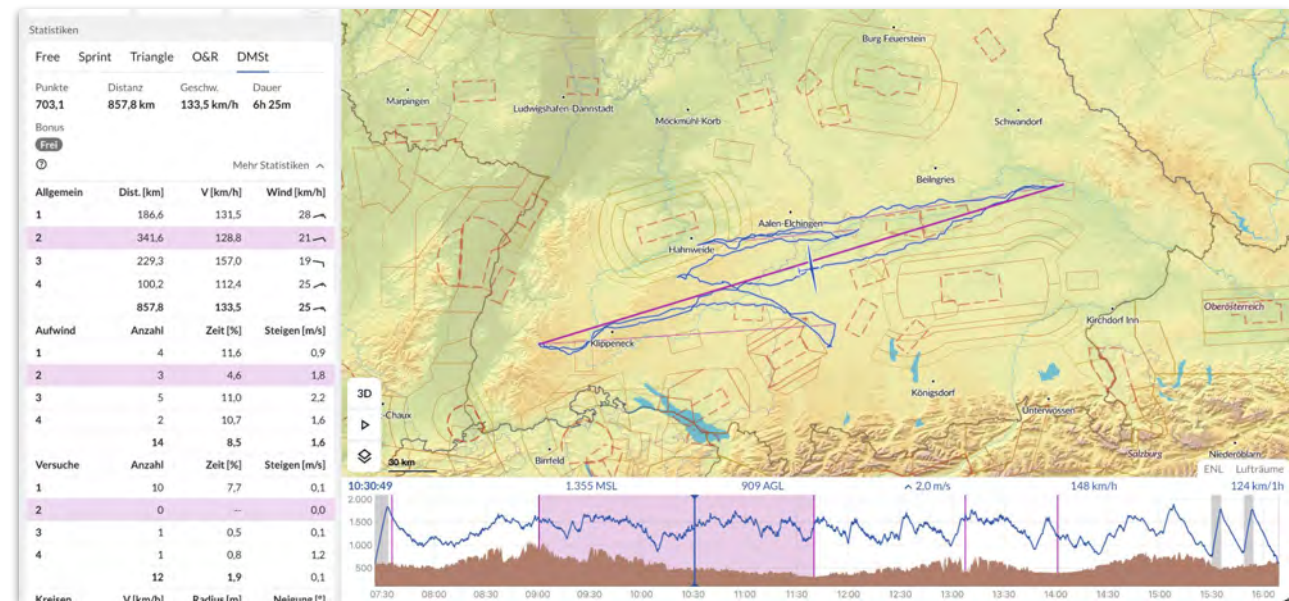 Statistiken
Free Sprint Triangle O&R DMSt
Punkte Distanz Geschw. Dauer
703,1 857,8 km 133,5 km/h 6h 25m
Bonus
Frei
Mehr Statistiken
Allgemein Dist. [km] V [km/h] Wind [km/h]
1 186,6 131,5 28
2 341,6 128,8 21
3 229,3 157,0 19
4 100,2 112,4 25
857,8 133,5 25
Aufwind Anzahl Zeit [%] Steigen [m/s]
1 4 11,6 0,9
2 3 4,6 1,8
3 5 11,0 2,2
4 2 10,7 1,6
14 8,5 1,6
Versuche Anzahl Zeit [%] Steigen [m/s]
1 10 7,7 0,1
2 0 -- 0,0
3 1 0,5 0,1
4 1 0,8 1,2
12 1,9 0,1
Kreisen V [km/h] Radius [m] Neigung [°]
Burg Feuerstein
Marpingen
Ludwigshafen-Dannstadt
Möckmühl-Korb
Schwandorf
Beilngries
Aalen-Elchingen
Hahnweide
Oberösterreich
Kirchdorf Inn
Klippeneck
Königsdorf
Unterwössen
3D
-Chaux
Birrfeld
Salzburg
Niederöblarn
30 km
ENL Lufträume
10:30:49 1.355 MSL 909 AGL 2,0 m/s 148 km/h 124 km/1h
2.000
1.500
1.000
500
07:30 08:00 08:30 09:00 09:30 10:00 10:30 11:00 11:30 12:00 12:30 13:00 13:30 14:00 14:30 15:00 15:30 16:00